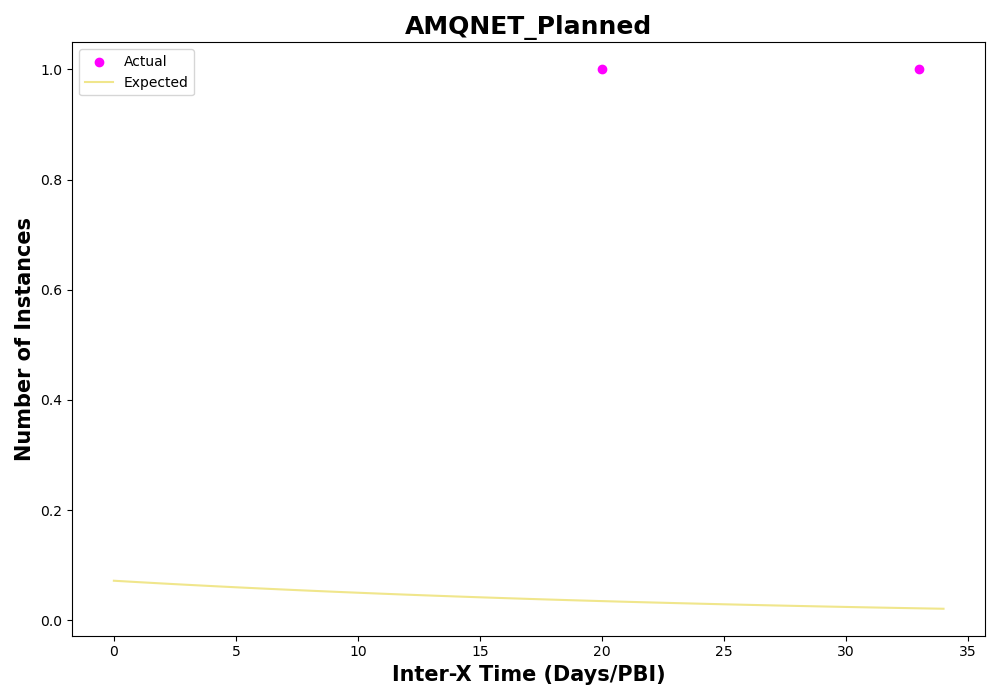 AMQNET_Planned
Actual
Expected
1.0
0.8
0.6
0.4
0.2
0.0
Number of Instances
0 5 10 15 20 25 30 35
Inter-X Time (Days/PBI)